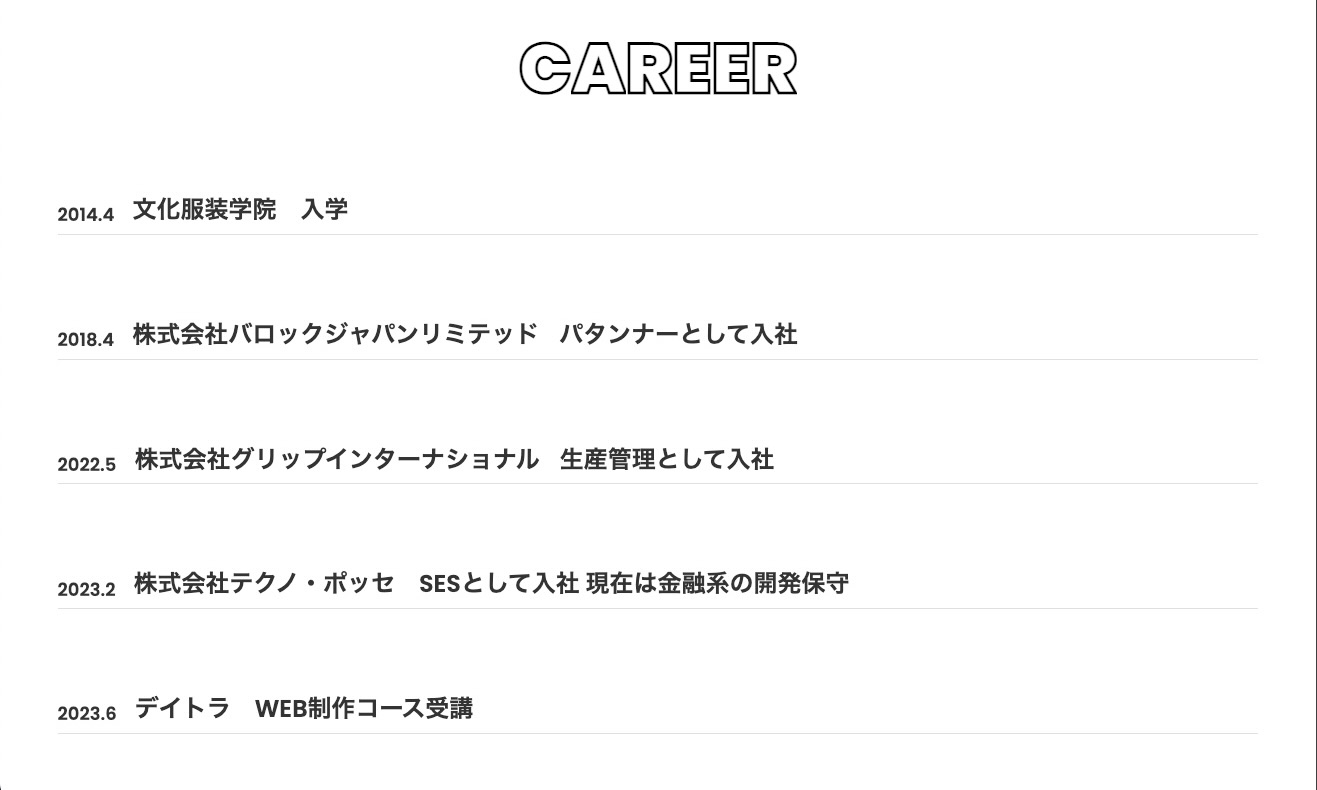 CAREER
2014.4 文化服装学院　入学
2018.4 株式会社バロックジャパンリミテッド　パタンナーとして入社
2022.5 株式会社グリップインターナショナル　生産管理として入社
2023.2 株式会社テクノ・ポッセ　SESとして入社 現在は金融系の開発保守
2023.6 デイトラ　WEB制作コース受講